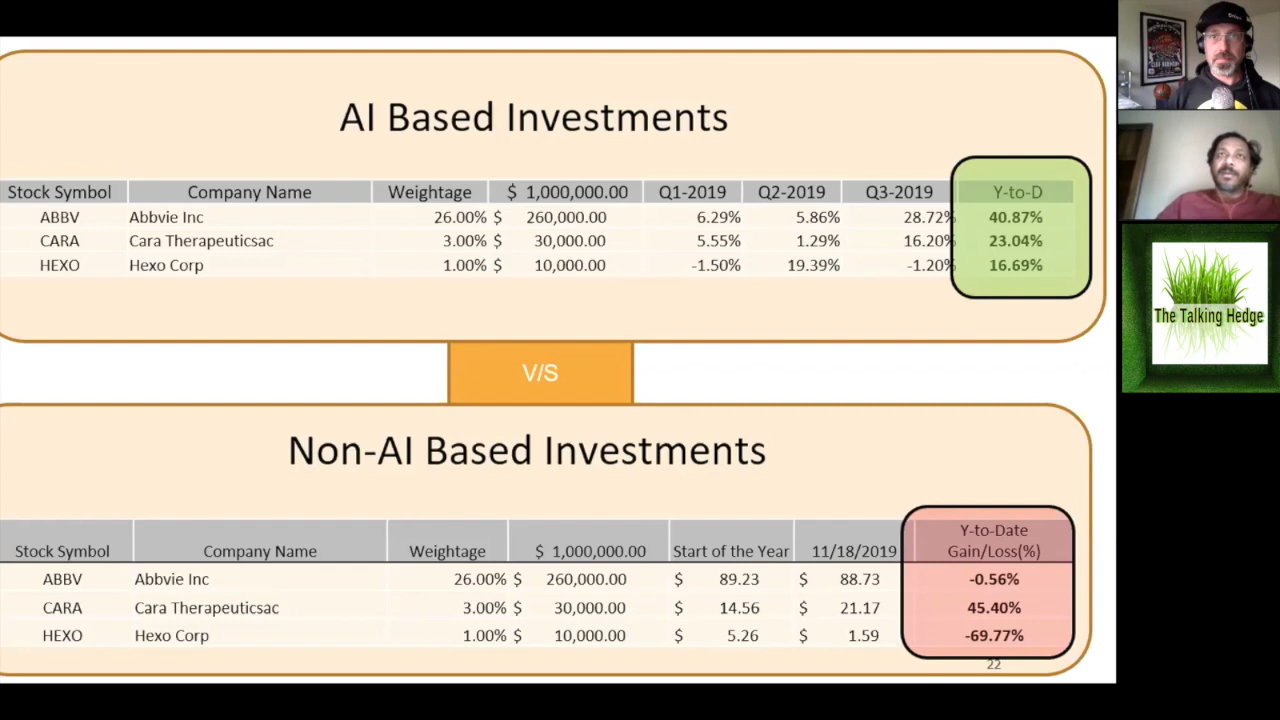 AI Based Investments
Stock Symbol Company Name Weightage $ 1,000,000.00 Q1-2019 Q2-2019 Q3-2019 Y-to-D
ABBV Abbvie Inc 26.00% $ 260,000.00 6.29% 5.86% 28.72% 40.87%
CARA Cara Therapeuticsac 3.00% $ 30,000.00 5.55% 1.29% 16.20% 23.04%
HEXO Hexo Corp 1.00% $ 10,000.00 -1.50% 19.39% -1.20% 16.69%
V/S
Non-AI Based Investments
Y-to-Date
Stock Symbol Company Name Weightage $ 1,000,000.00 Start of the Year 11/18/2019 Gain/Loss(%)
ABBV Abbvie Inc 26.00% $ 260,000.00 $ 89.23 $ 88.73 -0.56%
CARA Cara Therapeuticsac 3.00% $ 30,000.00 $ 14.56 $ 21.17 45.40%
HEXO Hexo Corp 1.00% $ 10,000.00 $ 5.26 $ 1.59 -69.77%
22
The Talking Hedge